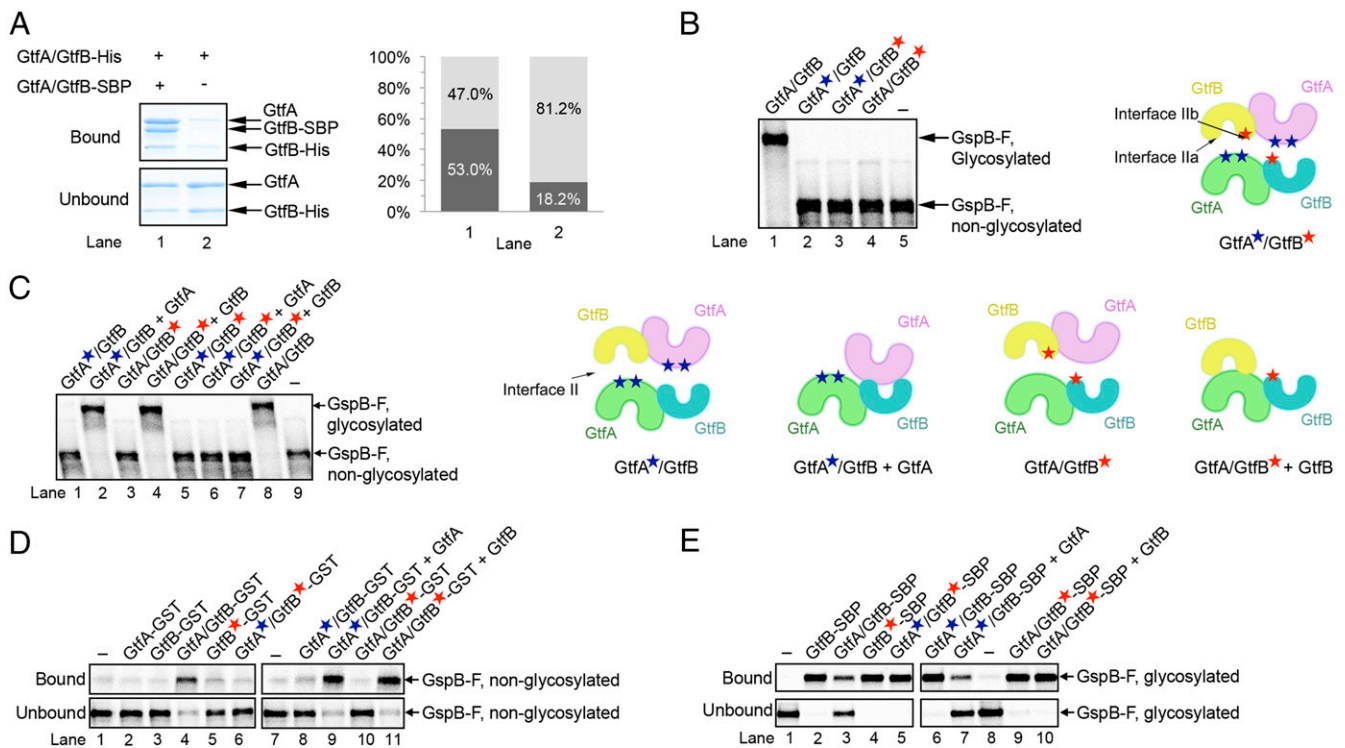 A
GtfA/GtfB-His + +
GtfA/GtfB-SBP + -
Bound
GtfA
GtfB-SBP
GtfB-His
Unbound
GtfA
GtfB-His
Lane 1 2
100%
80%
60%
40%
20%
0%
47.0%
53.0%
81.2%
18.2%
1 Lane 2
B
GtfA/GtfB
GtfA★/GtfB
GtfA★/GtfB★
GtfA/GtfB★
–
GspB-F,
Glycosylated
GspB-F,
non-glycosylated
Lane 1 2 3 4 5
GtfB
GtfA
Interface IIb
Interface IIa
GtfA
GtfB
GtfA★/GtfB★
C
GtfA★/GtfB
GtfA★/GtfB + GtfA
GtfA/GtfB★
GtfA/GtfB★ + GtfB
GtfA★/GtfB★
GtfA★/GtfB★ + GtfA
GtfA★/GtfB★ + GtfB
GtfA/GtfB
–
GspB-F,
glycosylated
GspB-F,
non-glycosylated
Lane 1 2 3 4 5 6 7 8 9
GtfB
GtfA
Interface II
GtfA
GtfB
GtfA★/GtfB
GtfA
GtfA
GtfB
GtfA★/GtfB + GtfA
GtfB
GtfA
GtfA
GtfB
GtfA/GtfB★
GtfB
GtfA
GtfB
GtfA/GtfB★ + GtfB
D
–
GtfA-GST
GtfB-GST
GtfA/GtfB-GST
GtfB★-GST
GtfA★/GtfB★-GST
–
GtfA★/GtfB-GST
GtfA★/GtfB-GST + GtfA
GtfA/GtfB★-GST
GtfA/GtfB★-GST + GtfB
Bound
GspB-F, non-glycosylated
Unbound
GspB-F, non-glycosylated
Lane 1 2 3 4 5 6 7 8 9 10 11
E
–
GtfB-SBP
GtfA/GtfB-SBP
GtfB★-SBP
GtfA★/GtfB★-SBP
GtfA★/GtfB-SBP
GtfA★/GtfB-SBP + GtfA
–
GtfA/GtfB★-SBP
GtfA/GtfB★-SBP + GtfB
Bound
GspB-F, glycosylated
Unbound
GspB-F, glycosylated
Lane 1 2 3 4 5 6 7 8 9 10